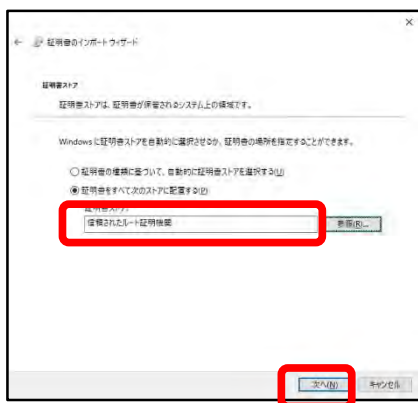 証明書のインポート ウィザード
証明書ストア
証明書ストアは、証明書が保管されるシステム上の領域です。
Windows に証明書ストアを自動的に選択させるか、証明書の場所を指定することができます。
証明書の種類に基づいて、自動的に証明書ストアを選択する(U)
証明書をすべて次のストアに配置する(P)
証明書ストア:
信頼されたルート証明機関
参照(R)...
次へ(N)
キャンセル